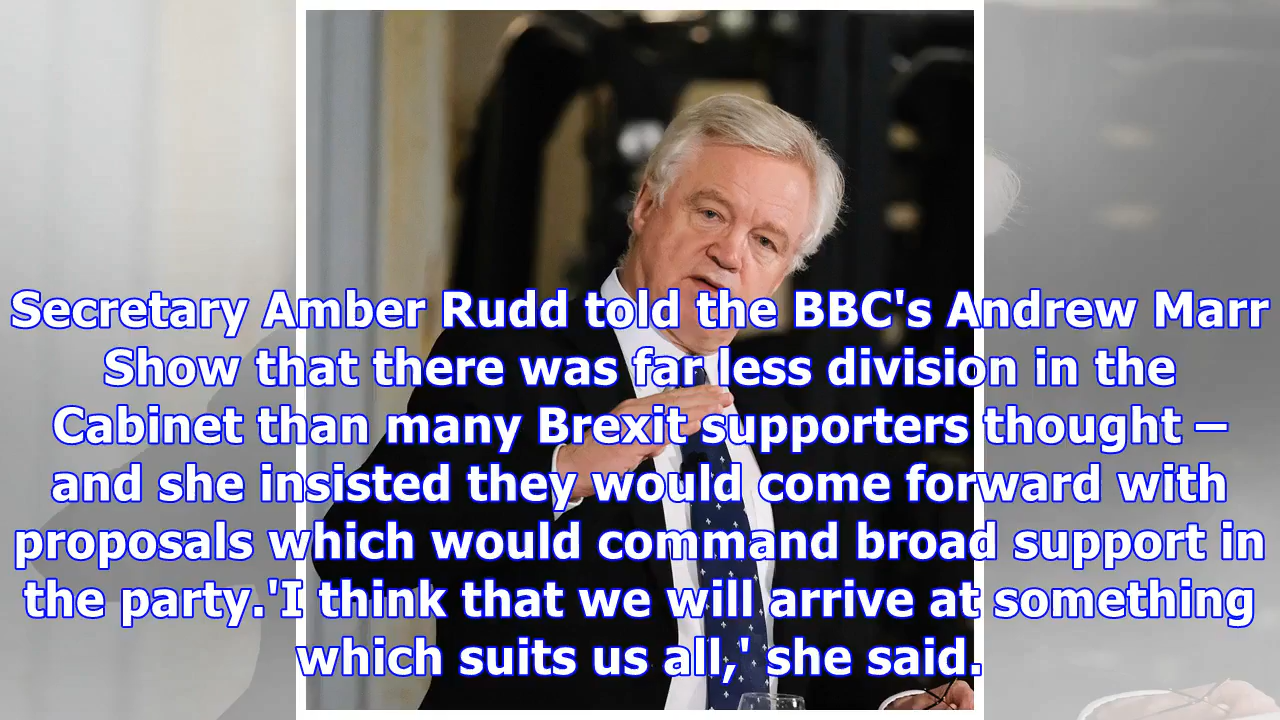 Secretary Amber Rudd told the BBC's Andrew Marr
Show that there was far less division in the
Cabinet than many Brexit supporters thought –
and she insisted they would come forward with
proposals which would command broad support in
the party.'I think that we will arrive at something
which suits us all,' she said.